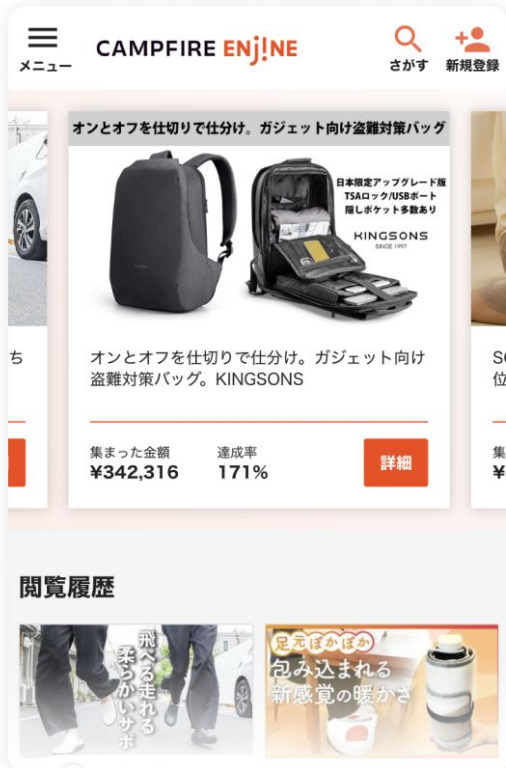 CAMPFIRE ENjiNE
メニュー
さがす
新規登録
オンとオフを仕切りで仕分け。ガジェット向け盗難対策バッグ
日本限定アップグレード版
TSAロック/USBポート
隠しポケット多数あり
KINGSONS
SINCE 1997
ち
オンとオフを仕切りで仕分け。ガジェット向け
盗難対策バッグ。KINGSONS
位
集まった金額
達成率
¥342,316
171%
詳細
集
¥
閲覧履歴
飛べる走れる
柔らかいサボ
足元ぽかぽか
包み込まれる
新感覚の暖かさ